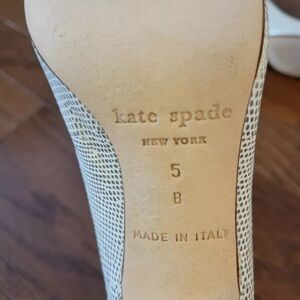 kate spade
NEW YORK
5
B
MADE IN ITALY